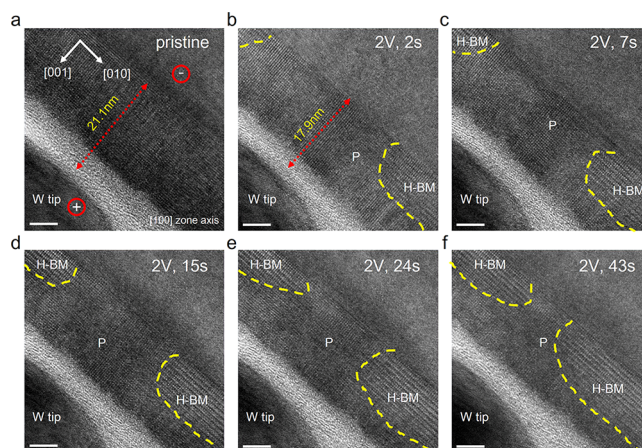 a
pristine
[001]
[010]
-
21.1nm
W tip
+
[100] zone axis
b
2V, 2s
17.9nm
P
H-BM
W tip
c
2V, 7s
H-BM
P
H-BM
W tip
d
2V, 15s
H-BM
P
H-BM
W tip
e
2V, 24s
H-BM
P
H-BM
W tip
f
2V, 43s
H-BM
P
H-BM
W tip